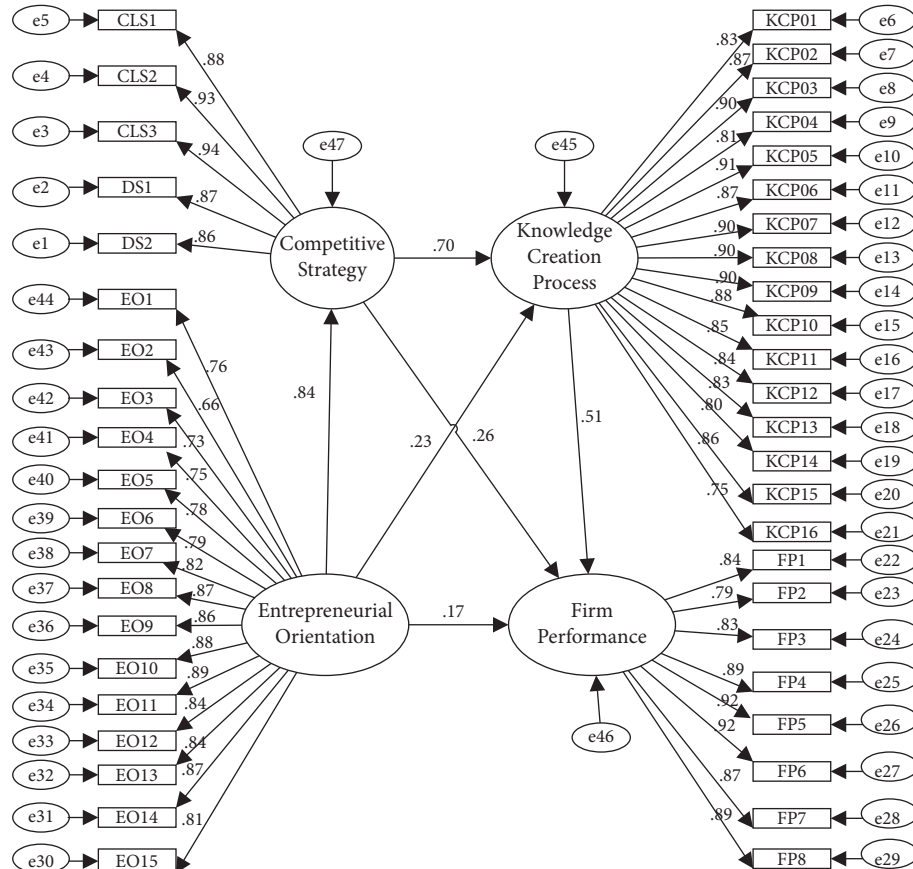 e5
CLS1
.88
e4
CLS2
.93
e3
CLS3
.94
e2
DS1
.87
e1
DS2
.86
e47
Competitive
Strategy
.70
e45
Knowledge
Creation
Process
.83
KCP01
e6
.87
KCP02
e7
.90
KCP03
e8
.81
KCP04
e9
.91
KCP05
e10
.87
KCP06
e11
.90
KCP07
e12
.90
KCP08
e13
.90
KCP09
e14
.88
KCP10
e15
.85
KCP11
e16
.84
KCP12
e17
.83
KCP13
e18
.80
KCP14
e19
.86
KCP15
e20
.75
KCP16
e21
e44
EO1
.76
e43
EO2
.66
e42
EO3
.73
e41
EO4
.75
e40
EO5
.78
e39
EO6
.79
e38
EO7
.82
e37
EO8
.87
e36
EO9
.86
e35
EO10
.88
e34
EO11
.89
e33
EO12
.84
e32
EO13
.84
e31
EO14
.87
e30
EO15
.81
.84
.23
.26
.51
Entrepreneurial
Orientation
.17
Firm
Performance
e46
.84
FP1
e22
.79
FP2
e23
.83
FP3
e24
.89
FP4
e25
.92
FP5
e26
.92
FP6
e27
.87
FP7
e28
.89
FP8
e29